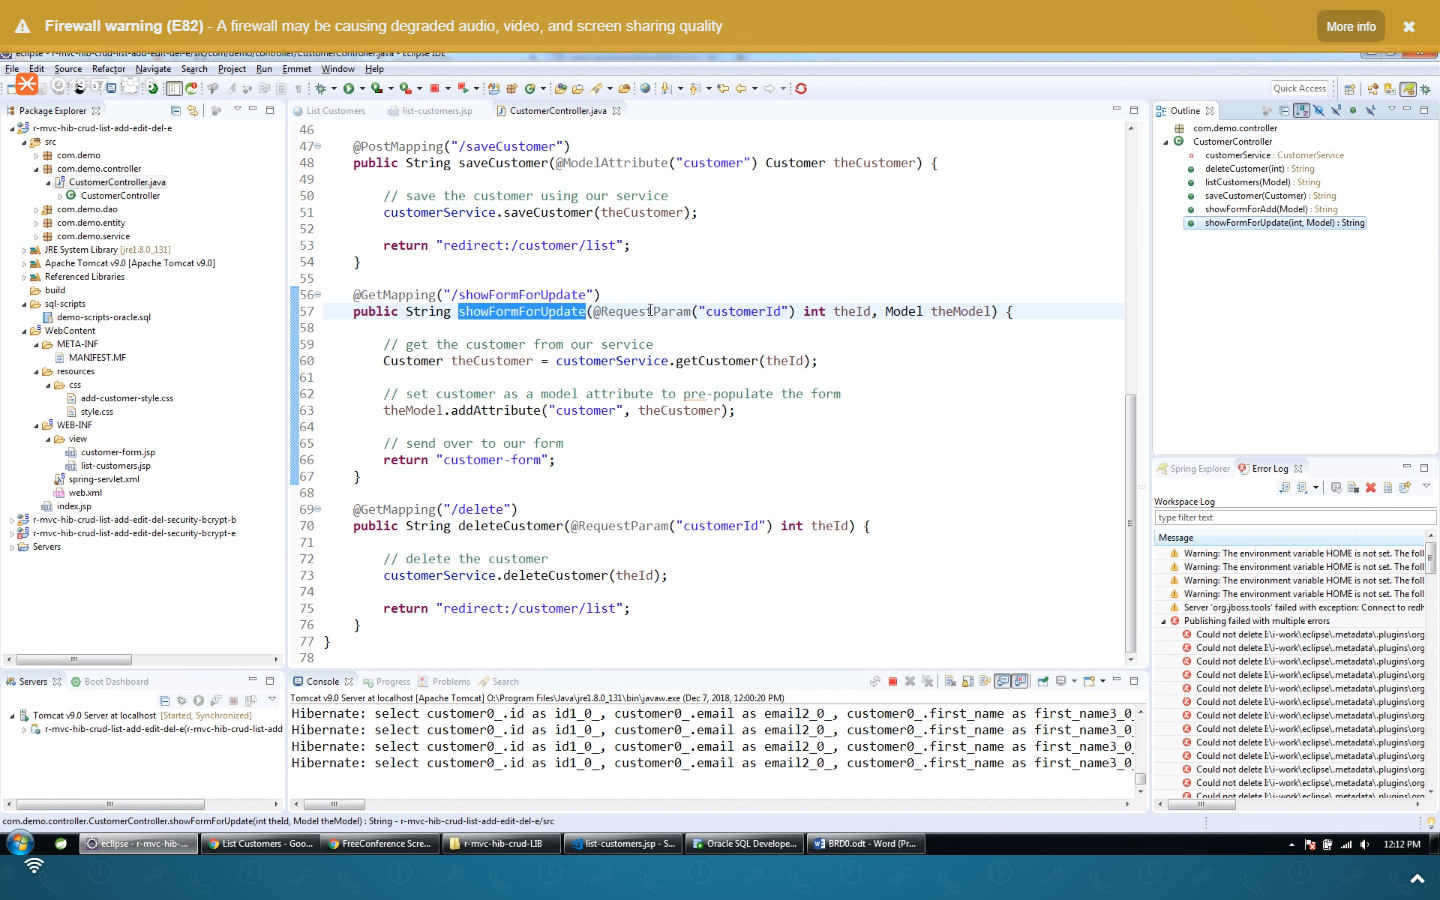 Firewall warning (E82) - A firewall may be causing degraded audio, video, and screen sharing quality
More info
eclipse - r-mvc-hib-crud-list-add-edit-del-e/src/com/demo/controller/CustomerController.java - Eclipse IDE
File Edit Source Refactor Navigate Search Project Run Emmet Window Help
19:57
6
Quick Access
Package Explorer
r-mvc-hib-crud-list-add-edit-del-e
src
com.demo
com.demo.controller
CustomerController.java
CustomerController
com.demo.dao
com.demo.entity
com.demo.service
JRE System Library [jre1.8.0_131]
Apache Tomcat v9.0 [Apache Tomcat v9.0]
Referenced Libraries
build
sql-scripts
demo-scripts-oracle.sql
WebContent
META-INF
MANIFEST.MF
resources
css
add-customer-style.css
style.css
WEB-INF
view
customer-form.jsp
list-customers.jsp
spring-servlet.xml
web.xml
index.jsp
r-mvc-hib-crud-list-add-edit-del-security-bcrypt-b
r-mvc-hib-crud-list-add-edit-del-security-bcrypt-e
Servers
List Customers list-customers.jsp CustomerController.java
46
47 @PostMapping("/saveCustomer")
48 public String saveCustomer(@ModelAttribute("customer") Customer theCustomer) {
49
50 // save the customer using our service
51 customerService.saveCustomer(theCustomer);
52
53 return "redirect:/customer/list";
54 }
55
56 @GetMapping("/showFormForUpdate")
57 public String showFormForUpdate(@RequestParam("customerId") int theId, Model theModel) {
58
59 // get the customer from our service
60 Customer theCustomer = customerService.getCustomer(theId);
61
62 // set customer as a model attribute to pre-populate the form
63 theModel.addAttribute("customer", theCustomer);
64
65 // send over to our form
66 return "customer-form";
67 }
68
69 @GetMapping("/delete")
70 public String deleteCustomer(@RequestParam("customerId") int theId) {
71
72 // delete the customer
73 customerService.deleteCustomer(theId);
74
75 return "redirect:/customer/list";
76 }
77 }
78
Outline
com.demo.controller
CustomerController
customerService : CustomerService
deleteCustomer(int) : String
listCustomers(Model) : String
saveCustomer(Customer) : String
showFormForAdd(Model) : String
showFormForUpdate(int, Model) : String
Spring Explorer Error Log
Workspace Log
type filter text
Message
Warning: The environment variable HOME is not set. The foll
Warning: The environment variable HOME is not set. The foll
Warning: The environment variable HOME is not set. The foll
Warning: The environment variable HOME is not set. The foll
Server 'org.jboss.tools' failed with exception: Connect to redh
Publishing failed with multiple errors
Could not delete I:\i-work\eclipse\.metadata\.plugins\org
Could not delete I:\i-work\eclipse\.metadata\.plugins\org
Could not delete I:\i-work\eclipse\.metadata\.plugins\org
Could not delete I:\i-work\eclipse\.metadata\.plugins\org
Could not delete I:\i-work\eclipse\.metadata\.plugins\org
Could not delete I:\i-work\eclipse\.metadata\.plugins\org
Could not delete I:\i-work\eclipse\.metadata\.plugins\org
Could not delete I:\i-work\eclipse\.metadata\.plugins\org
Could not delete I:\i-work\eclipse\.metadata\.plugins\org
Could not delete I:\i-work\eclipse\.metadata\.plugins\org
Could not delete I:\i-work\eclipse\.metadata\.plugins\org
Could not delete I:\i-work\eclipse\.metadata\.plugins\org
Could not delete I:\i-work\eclipse\.metadata\.plugins\org
Servers Boot Dashboard
Tomcat v9.0 Server at localhost [Started, Synchronized]
r-mvc-hib-crud-list-add-edit-del-e(r-mvc-hib-crud-list-add
Console Progress Problems Search
Tomcat v9.0 Server at localhost [Apache Tomcat] O:\Program Files\Java\jre1.8.0_131\bin\javaw.exe (Dec 7, 2018, 12:00:20 PM)
Hibernate: select customer0_.id as id1_0_, customer0_.email as email2_0_, customer0_.first_name as first_name3_0_
Hibernate: select customer0_.id as id1_0_, customer0_.email as email2_0_, customer0_.first_name as first_name3_0_
Hibernate: select customer0_.id as id1_0_, customer0_.email as email2_0_, customer0_.first_name as first_name3_0_
Hibernate: select customer0_.id as id1_0_, customer0_.email as email2_0_, customer0_.first_name as first_name3_0_
com.demo.controller.CustomerController.showFormForUpdate(int theId, Model theModel) : String - r-mvc-hib-crud-list-add-edit-del-e/src
eclipse - r-mvc-hib-... List Customers - Goo... FreeConference Scre... r-mvc-hib-crud-LIB list-customers.jsp - S... Oracle SQL Develope... BRD0.odt - Word (Pr...
12:12 PM